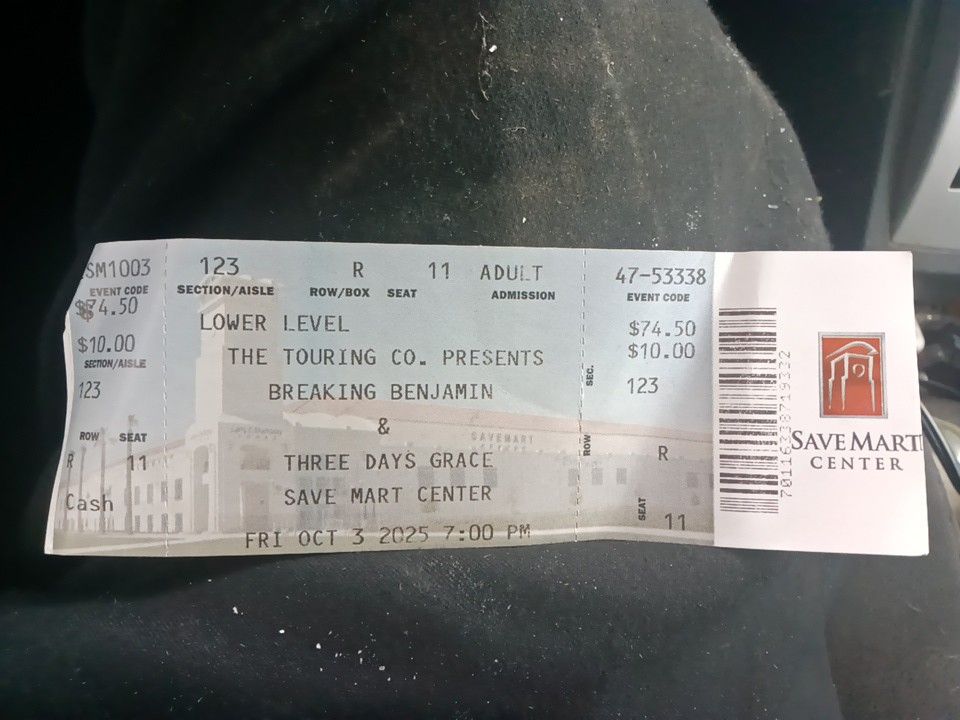 SM1003
EVENT CODE
$74.50
$10.00
SECTION/AISLE
123
ROW SEAT
R 11
Cash
123 R 11 ADULT
SECTION/AISLE ROW/BOX SEAT ADMISSION
LOWER LEVEL
THE TOURING CO. PRESENTS
BREAKING BENJAMIN
&
THREE DAYS GRACE
SAVE MART CENTER
FRI OCT 3 2025 7:00 PM
SAVEMART
CENTER
47-53338
EVENT CODE
$74.50
$10.00
SEC.
123
ROW
R
SEAT
11
SAVE MART
CENTER